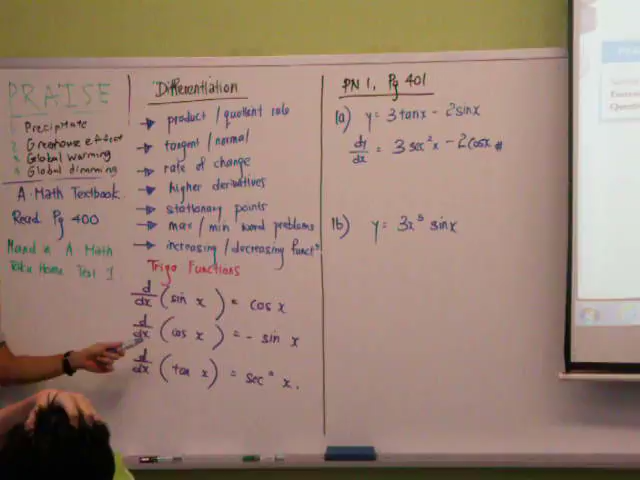 PRAISE
1. Precipitate
2. Greenhouse effect
3. Global warming
4. Global dimming
A-Math Textbook
Read Pg 400
Hand in A-Math
Take Home Test 1
Differentiation
→ product / quotient rule
→ tangent / normal
→ rate of change
→ higher derivatives
→ stationary points
→ max / min word problems
→ increasing / decreasing funct^n
Trigo Functions
d/dx (sin x) = cos x
d/dx (cos x) = - sin x
d/dx (tan x) = sec² x.
PN 1, Pg 401
1a) y = 3 tan x - 2 sin x
dy/dx = 3 sec² x - 2 cos x #
1b) y = 3x⁵ sin x